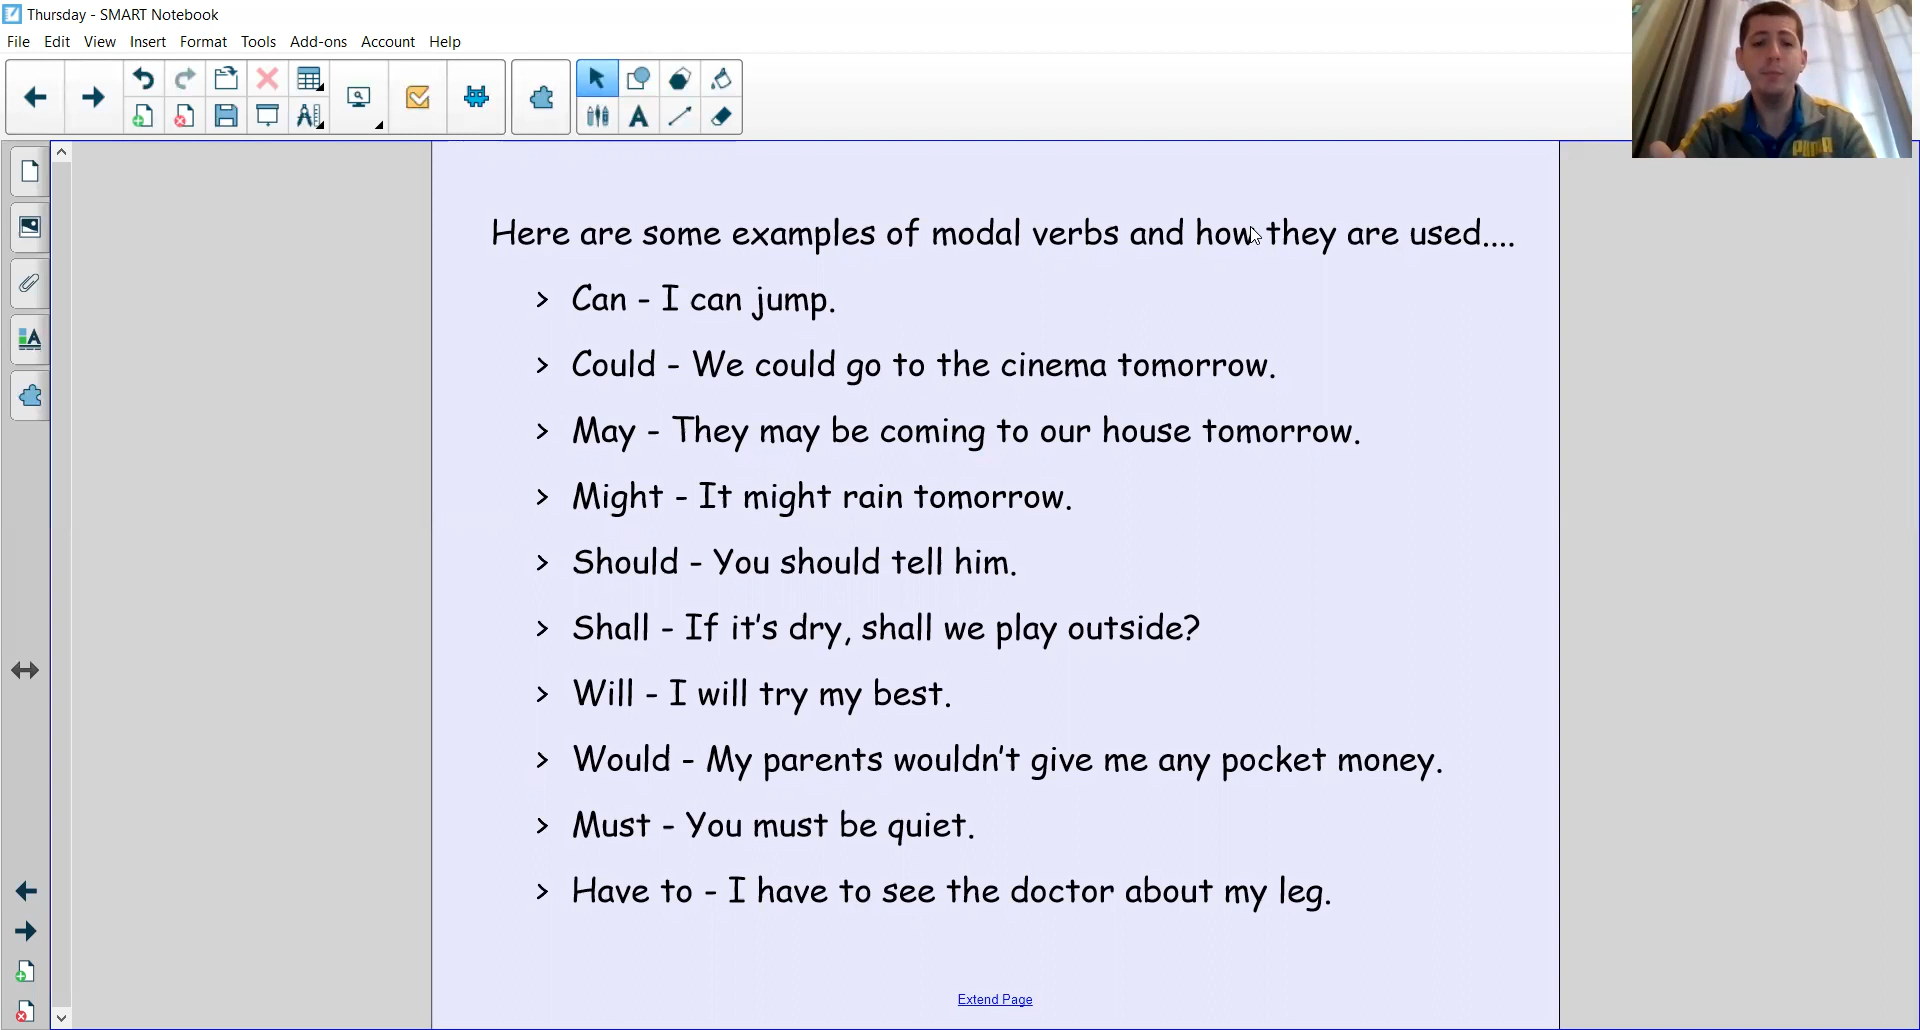 Thursday - SMART Notebook
File Edit View Insert Format Tools Add-ons Account Help
Here are some examples of modal verbs and how they are used....
> Can - I can jump.
> Could - We could go to the cinema tomorrow.
> May - They may be coming to our house tomorrow.
> Might - It might rain tomorrow.
> Should - You should tell him.
> Shall - If it's dry, shall we play outside?
> Will - I will try my best.
> Would - My parents wouldn't give me any pocket money.
> Must - You must be quiet.
> Have to - I have to see the doctor about my leg.
Extend Page
PUMA